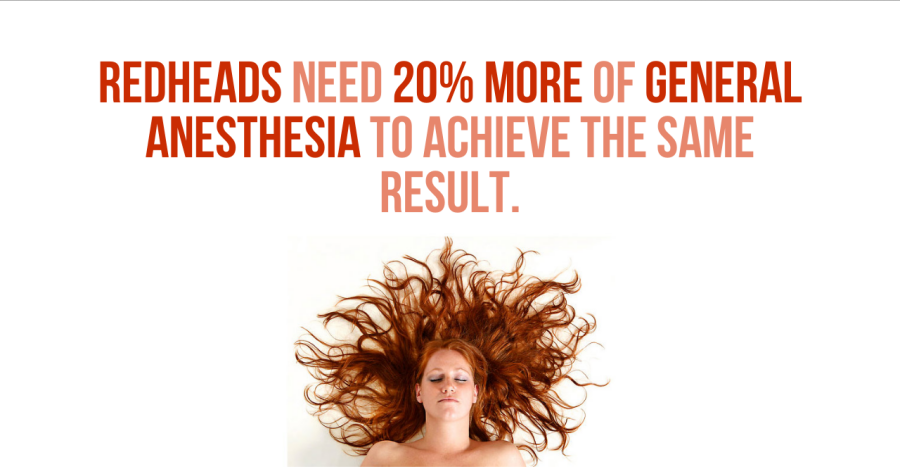 REDHEADS NEED 20% MORE OF GENERAL
ANESTHESIA TO ACHIEVE THE SAME
RESULT.